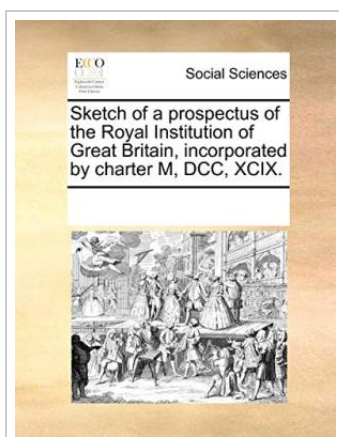 ECCO
Social Sciences
Sketch of a prospectus of
the Royal Institution of
Great Britain, incorporated
by charter M, DCC, XCIX.